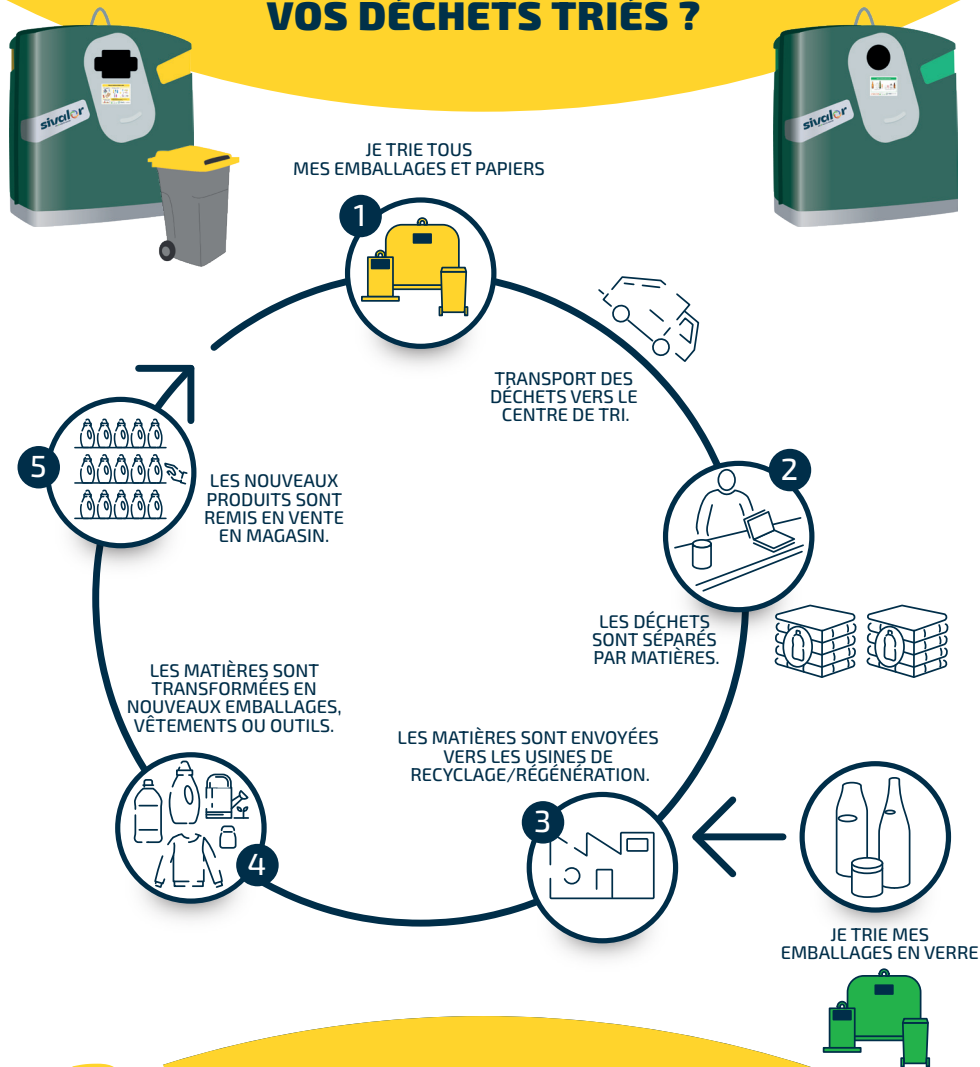 VOS DÉCHETS TRIÉS ?
sivalor
sivalor
JE TRIE TOUS
MES EMBALLAGES ET PAPIERS
1
TRANSPORT DES
DÉCHETS VERS LE
CENTRE DE TRI.
2
LES DÉCHETS
SONT SÉPARÉS
PAR MATIÈRES.
LES MATIÈRES SONT ENVOYÉES
VERS LES USINES DE
RECYCLAGE/RÉGÉNÉRATION.
3
JE TRIE MES
EMBALLAGES EN VERRE
LES MATIÈRES SONT
TRANSFORMÉES EN
NOUVEAUX EMBALLAGES,
VÊTEMENTS OU OUTILS.
4
5
LES NOUVEAUX
PRODUITS SONT
REMIS EN VENTE
EN MAGASIN.